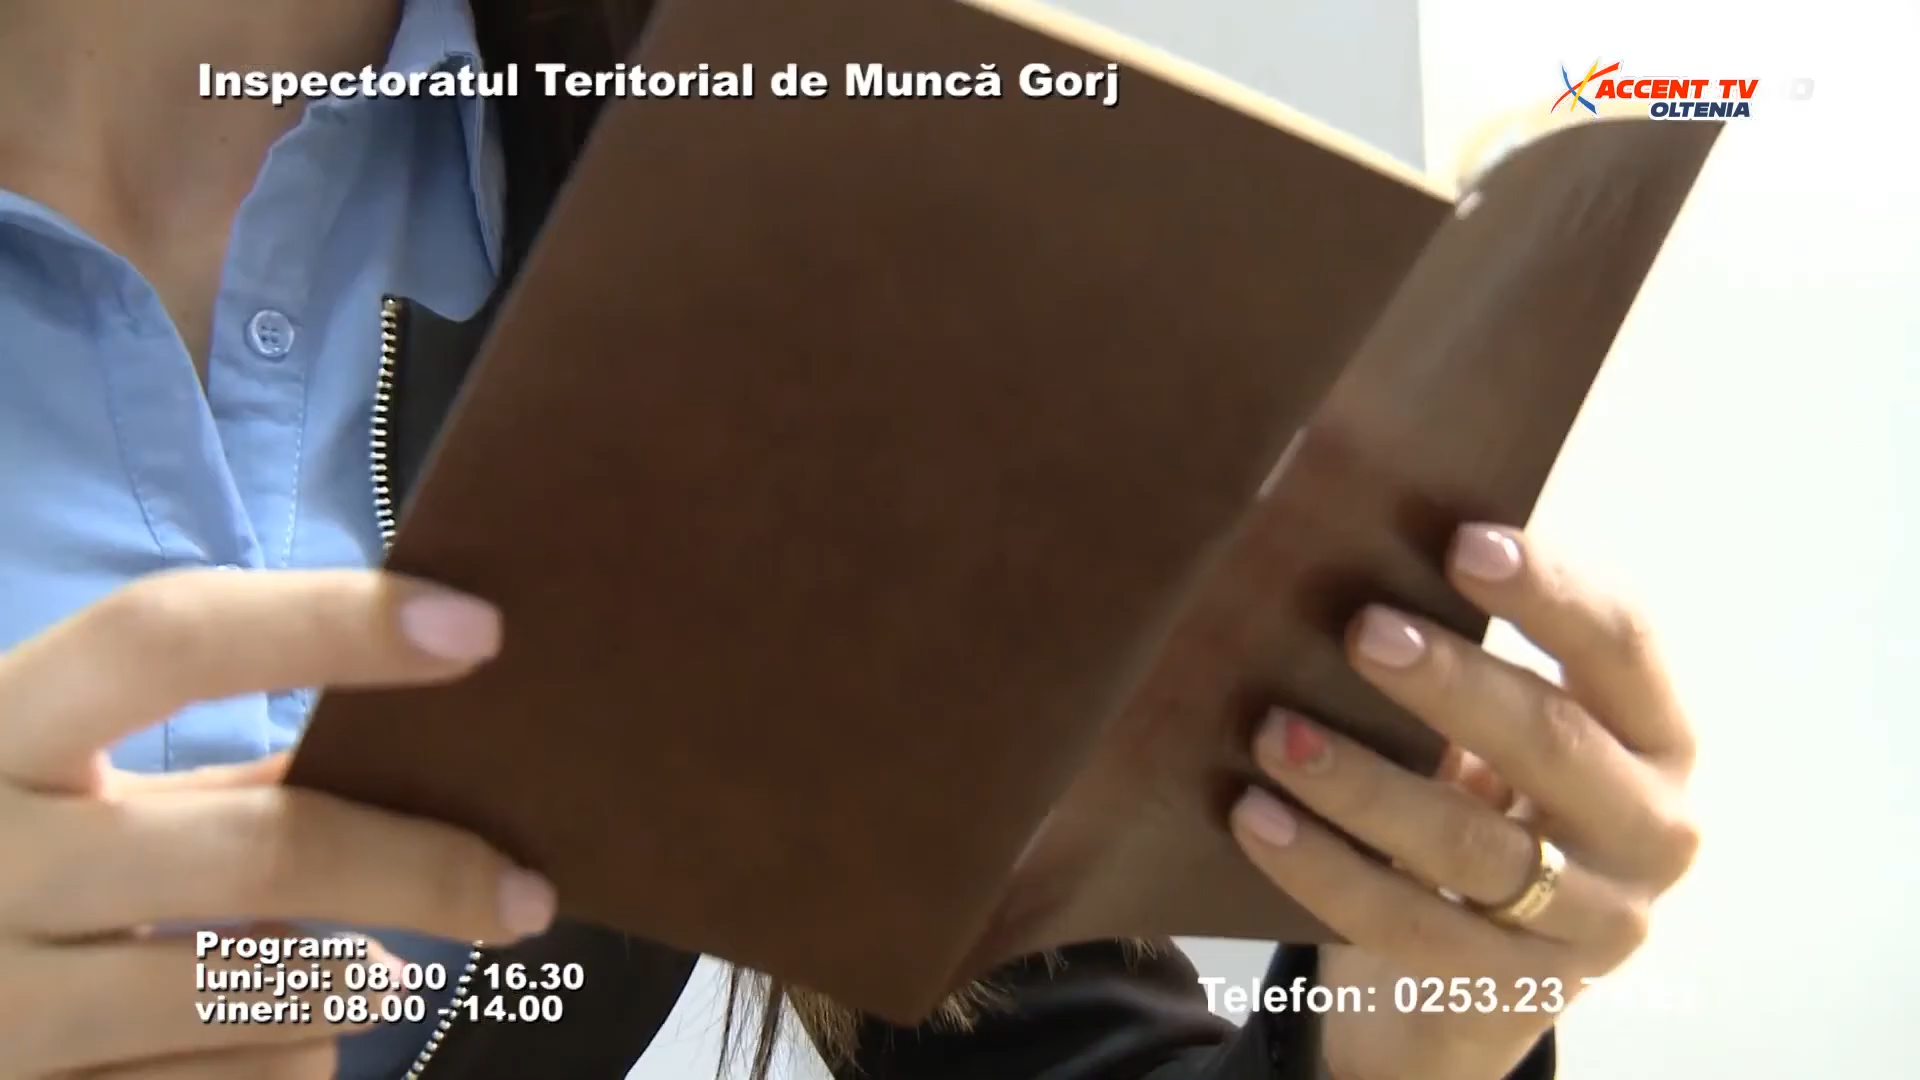 Inspectoratul Teritorial de Muncă Gorj
ACCENT TV
OLTENIA
Program:
luni-joi: 08.00 - 16.30
vineri: 08.00 - 14.00
Telefon: 0253.23